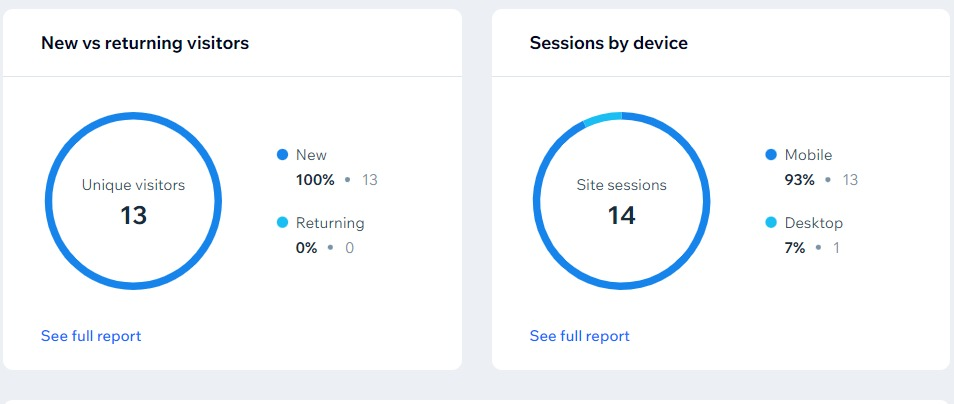 New vs returning visitors
Unique visitors
13
New
100% • 13
Returning
0% • 0
See full report
Sessions by device
Site sessions
14
Mobile
93% • 13
Desktop
7% • 1
See full report